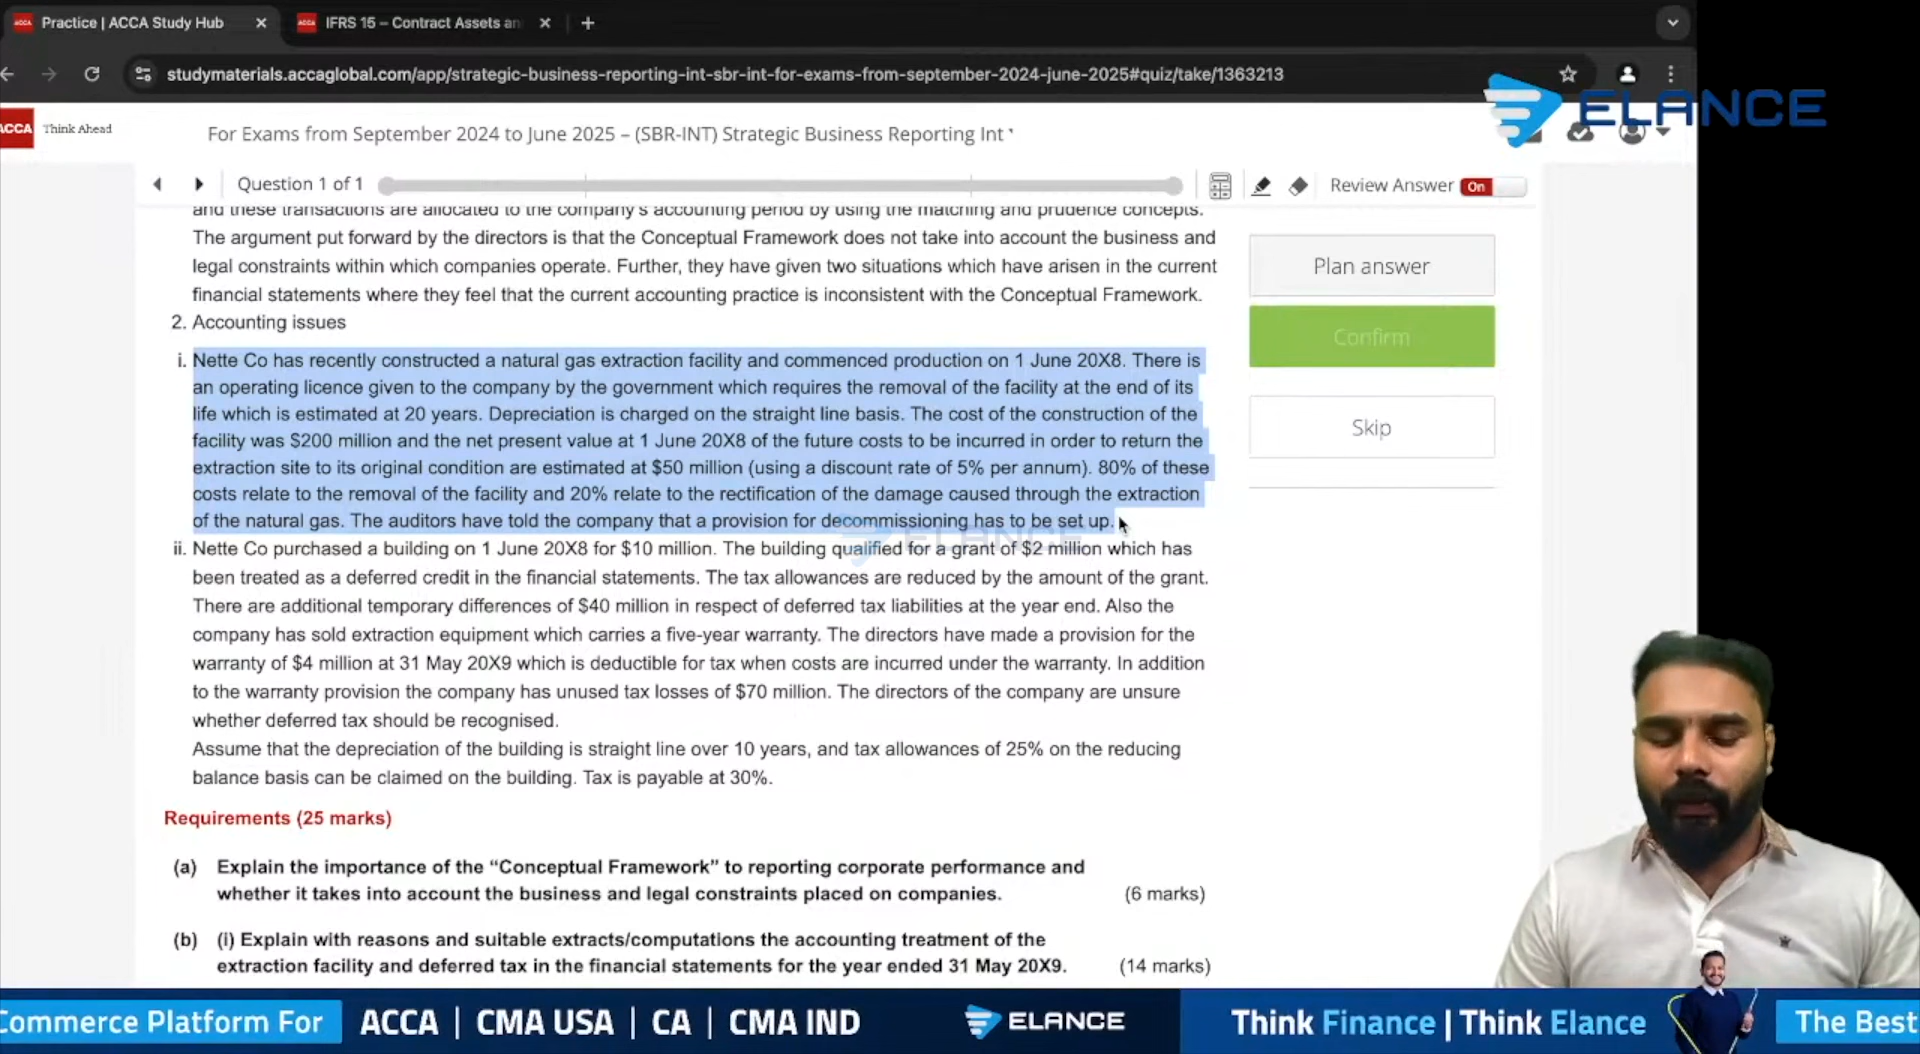 Practice | ACCA Study Hub
ACCA IFRS 15 – Contract Assets an
studymaterials.accaglobal.com/app/strategic-business-reporting-int-sbr-int-for-exams-from-september-2024-june-2025#quiz/take/1363213
ELANCE
ACCA Think Ahead
For Exams from September 2024 to June 2025 – (SBR-INT) Strategic Business Reporting Int
Question 1 of 1
Review Answer On
and these transactions are allocated to the company's accounting period by using the matching and prudence concepts.
The argument put forward by the directors is that the Conceptual Framework does not take into account the business and
legal constraints within which companies operate. Further, they have given two situations which have arisen in the current
financial statements where they feel that the current accounting practice is inconsistent with the Conceptual Framework.
2. Accounting issues
i. Nette Co has recently constructed a natural gas extraction facility and commenced production on 1 June 20X8. There is
an operating licence given to the company by the government which requires the removal of the facility at the end of its
life which is estimated at 20 years. Depreciation is charged on the straight line basis. The cost of the construction of the
facility was $200 million and the net present value at 1 June 20X8 of the future costs to be incurred in order to return the
extraction site to its original condition are estimated at $50 million (using a discount rate of 5% per annum). 80% of these
costs relate to the removal of the facility and 20% relate to the rectification of the damage caused through the extraction
of the natural gas. The auditors have told the company that a provision for decommissioning has to be set up.
ii. Nette Co purchased a building on 1 June 20X8 for $10 million. The building qualified for a grant of $2 million which has
been treated as a deferred credit in the financial statements. The tax allowances are reduced by the amount of the grant.
There are additional temporary differences of $40 million in respect of deferred tax liabilities at the year end. Also the
company has sold extraction equipment which carries a five-year warranty. The directors have made a provision for the
warranty of $4 million at 31 May 20X9 which is deductible for tax when costs are incurred under the warranty. In addition
to the warranty provision the company has unused tax losses of $70 million. The directors of the company are unsure
whether deferred tax should be recognised.
Assume that the depreciation of the building is straight line over 10 years, and tax allowances of 25% on the reducing
balance basis can be claimed on the building. Tax is payable at 30%.
Requirements (25 marks)
(a) Explain the importance of the “Conceptual Framework” to reporting corporate performance and
whether it takes into account the business and legal constraints placed on companies. (6 marks)
(b) (i) Explain with reasons and suitable extracts/computations the accounting treatment of the
extraction facility and deferred tax in the financial statements for the year ended 31 May 20X9. (14 marks)
Plan answer
Confirm
Skip
ELANCE
Commerce Platform For
ACCA | CMA USA | CA | CMA IND
ELANCE
Think Finance | Think Elance
The Best